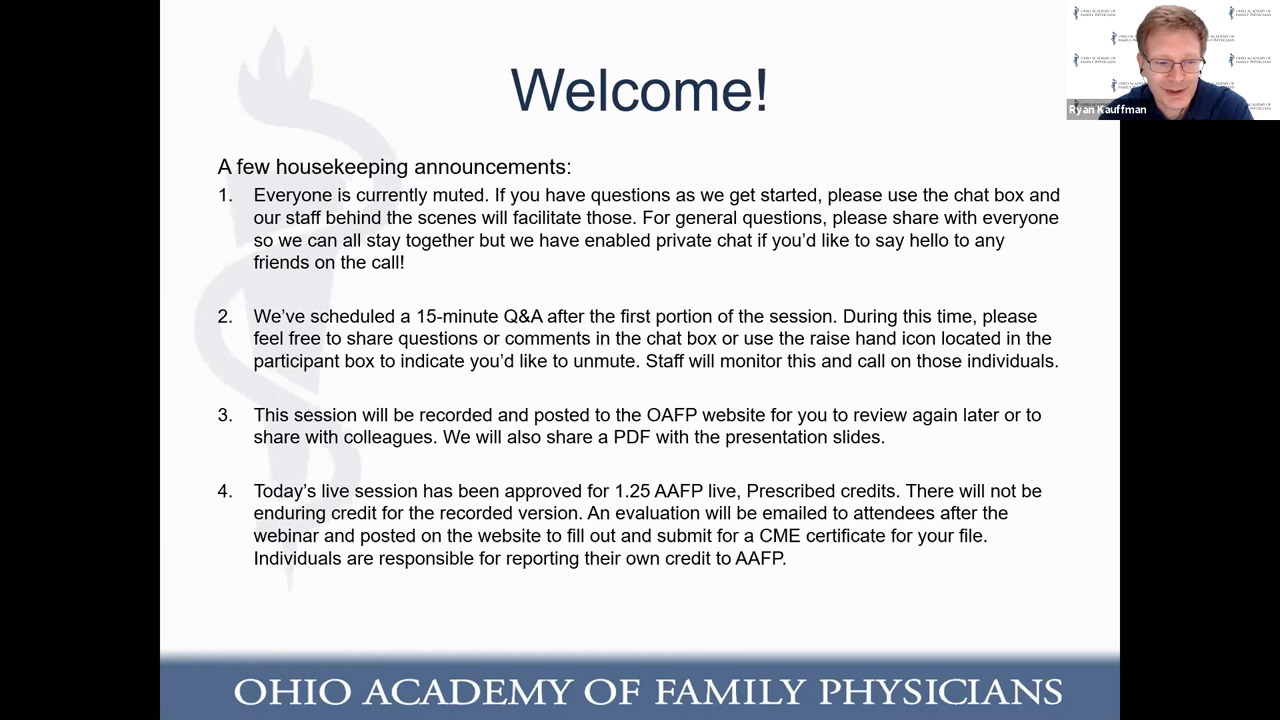 Welcome!
A few housekeeping announcements:
1. Everyone is currently muted. If you have questions as we get started, please use the chat box and
our staff behind the scenes will facilitate those. For general questions, please share with everyone
so we can all stay together but we have enabled private chat if you’d like to say hello to any
friends on the call!
2. We’ve scheduled a 15-minute Q&A after the first portion of the session. During this time, please
feel free to share questions or comments in the chat box or use the raise hand icon located in the
participant box to indicate you’d like to unmute. Staff will monitor this and call on those individuals.
3. This session will be recorded and posted to the OAFP website for you to review again later or to
share with colleagues. We will also share a PDF with the presentation slides.
4. Today’s live session has been approved for 1.25 AAFP live, Prescribed credits. There will not be
enduring credit for the recorded version. An evaluation will be emailed to attendees after the
webinar and posted on the website to fill out and submit for a CME certificate for your file.
Individuals are responsible for reporting their own credit to AAFP.
OHIO ACADEMY OF FAMILY PHYSICIANS
OHIO ACADEMY OF
FAMILY PHYSICIANS
OHIO ACADEMY OF
FAMILY PHYSICIANS
Ryan Kauffman